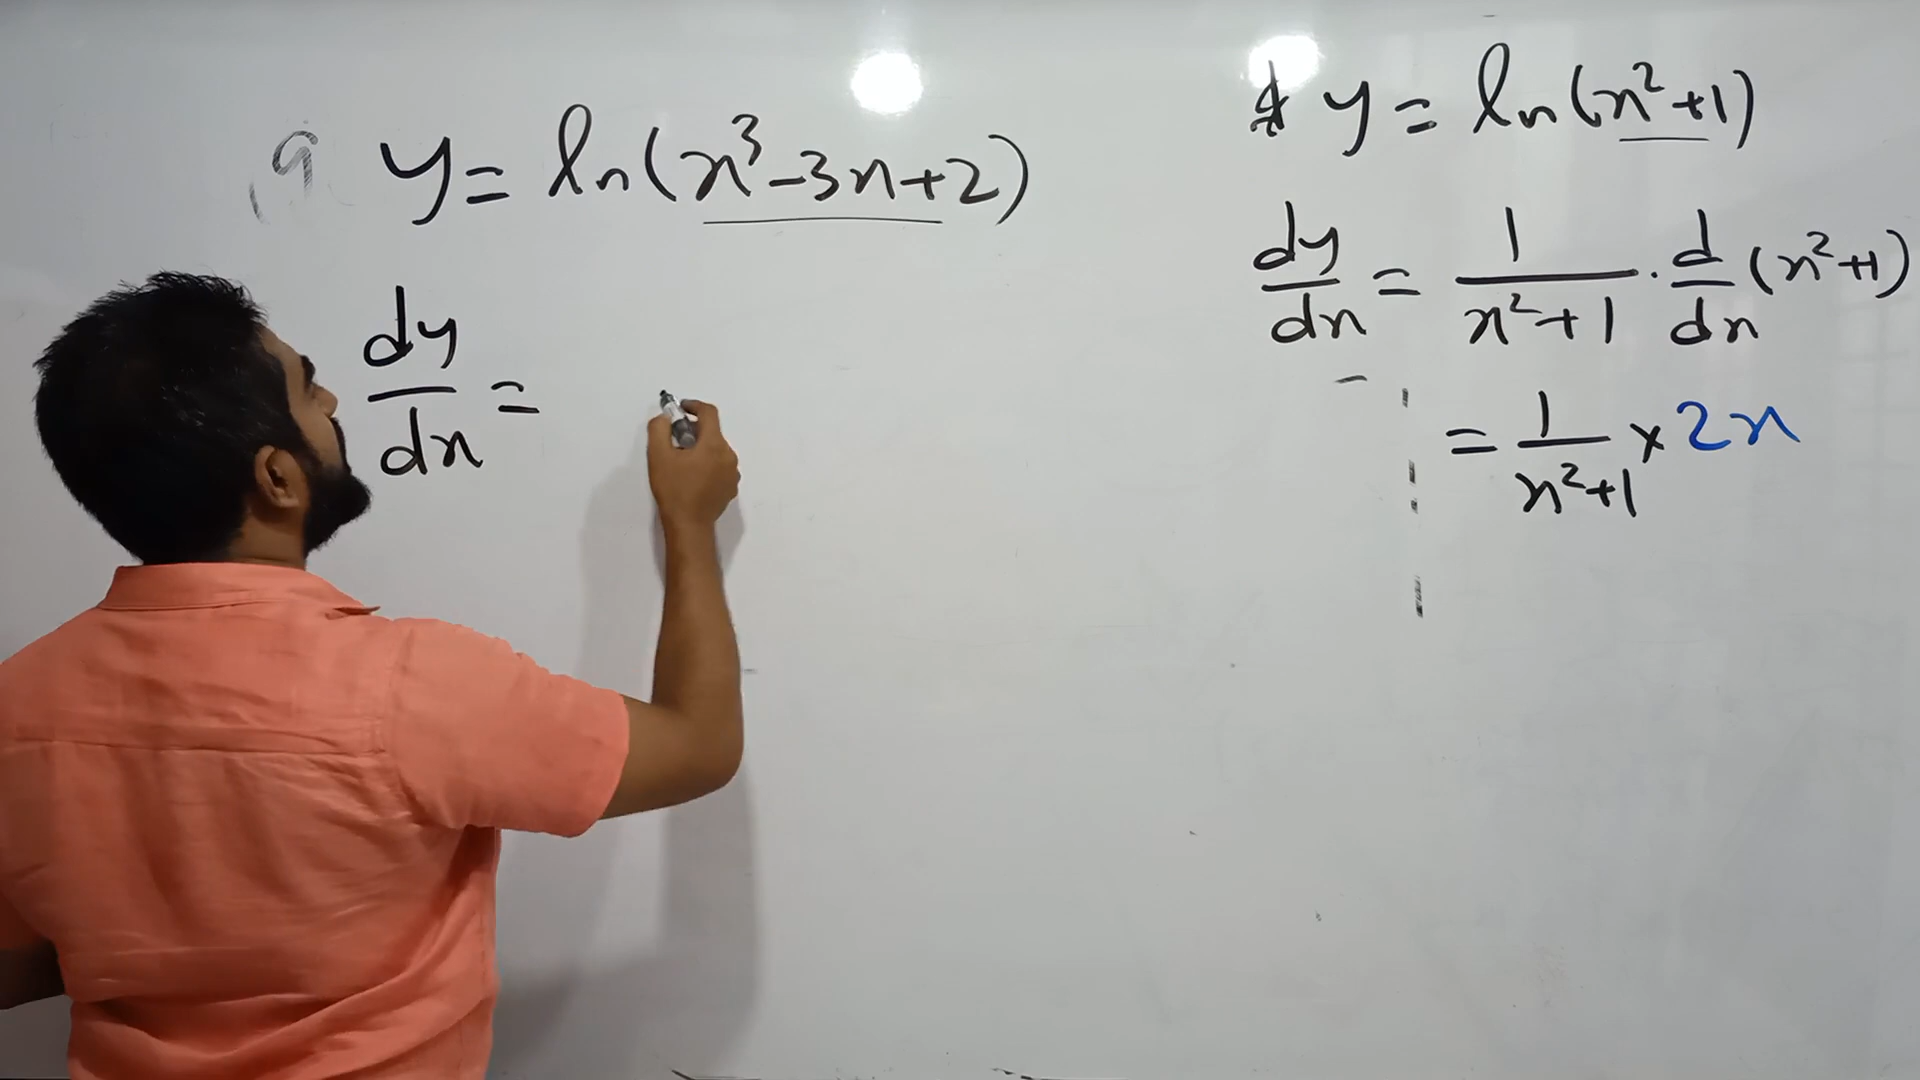 9 y = ln(x³-3x+2)
dy/dx =
* y = ln(x²+1)
dy/dx = 1/(x²+1) · d/dx (x²+1)
= 1/(x²+1) × 2x